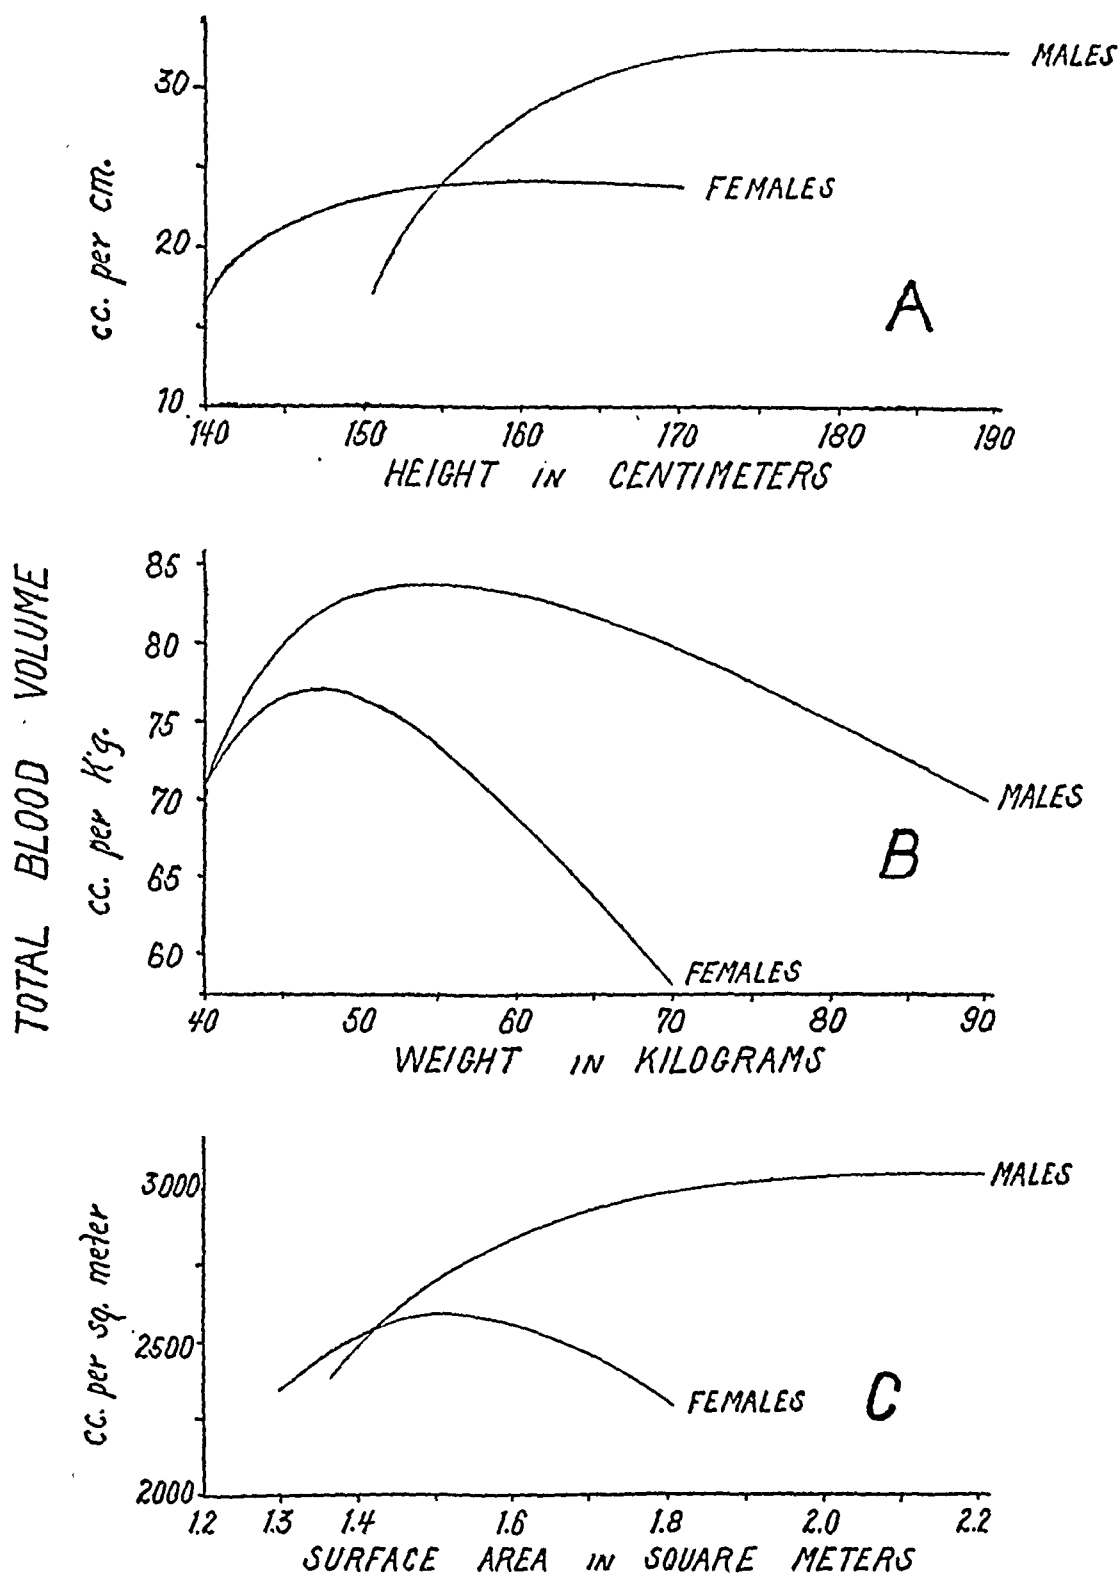 TOTAL BLOOD VOLUME
MALES
30
FEMALES
cc. per cm.
20
A
10
140 150 160 170 180 190
HEIGHT IN CENTIMETERS
85
80
75
cc. per Kg.
70
MALES
B
65
60
FEMALES
40 50 60 70 80 90
WEIGHT IN KILOGRAMS
3000
MALES
cc. per sq. meter
2500
C
FEMALES
2000
1.2 1.3 1.4 1.6 1.8 2.0 2.2
SURFACE AREA IN SQUARE METERS